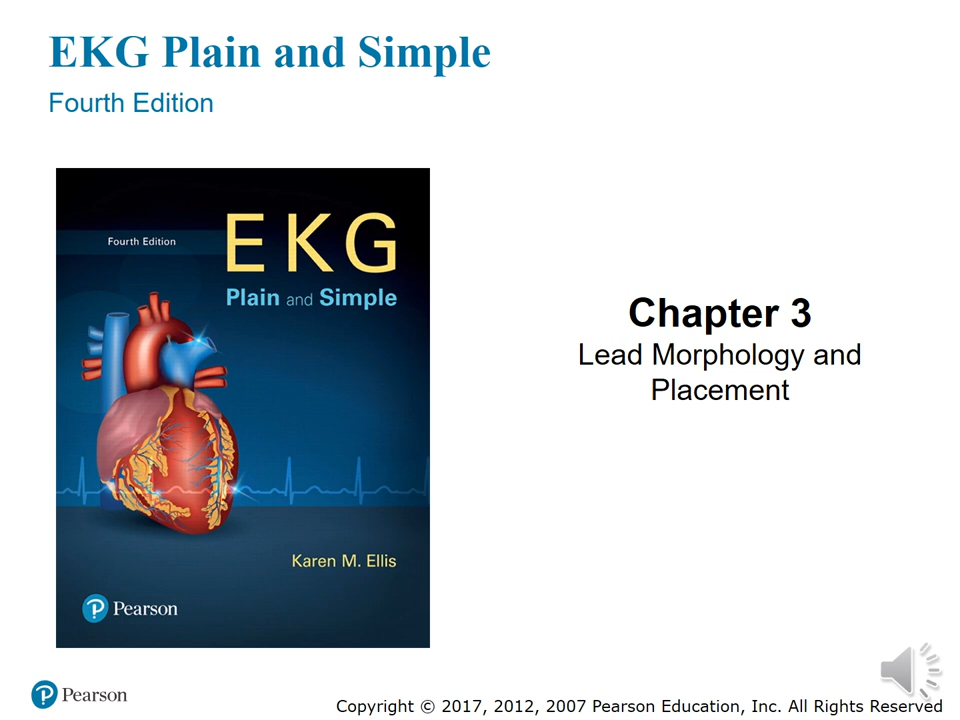 EKG Plain and Simple
Fourth Edition
Fourth Edition
EKG
Plain and Simple
Karen M. Ellis
Pearson
Chapter 3
Lead Morphology and
Placement
Pearson
Copyright © 2017, 2012, 2007 Pearson Education, Inc. All Rights Reserved